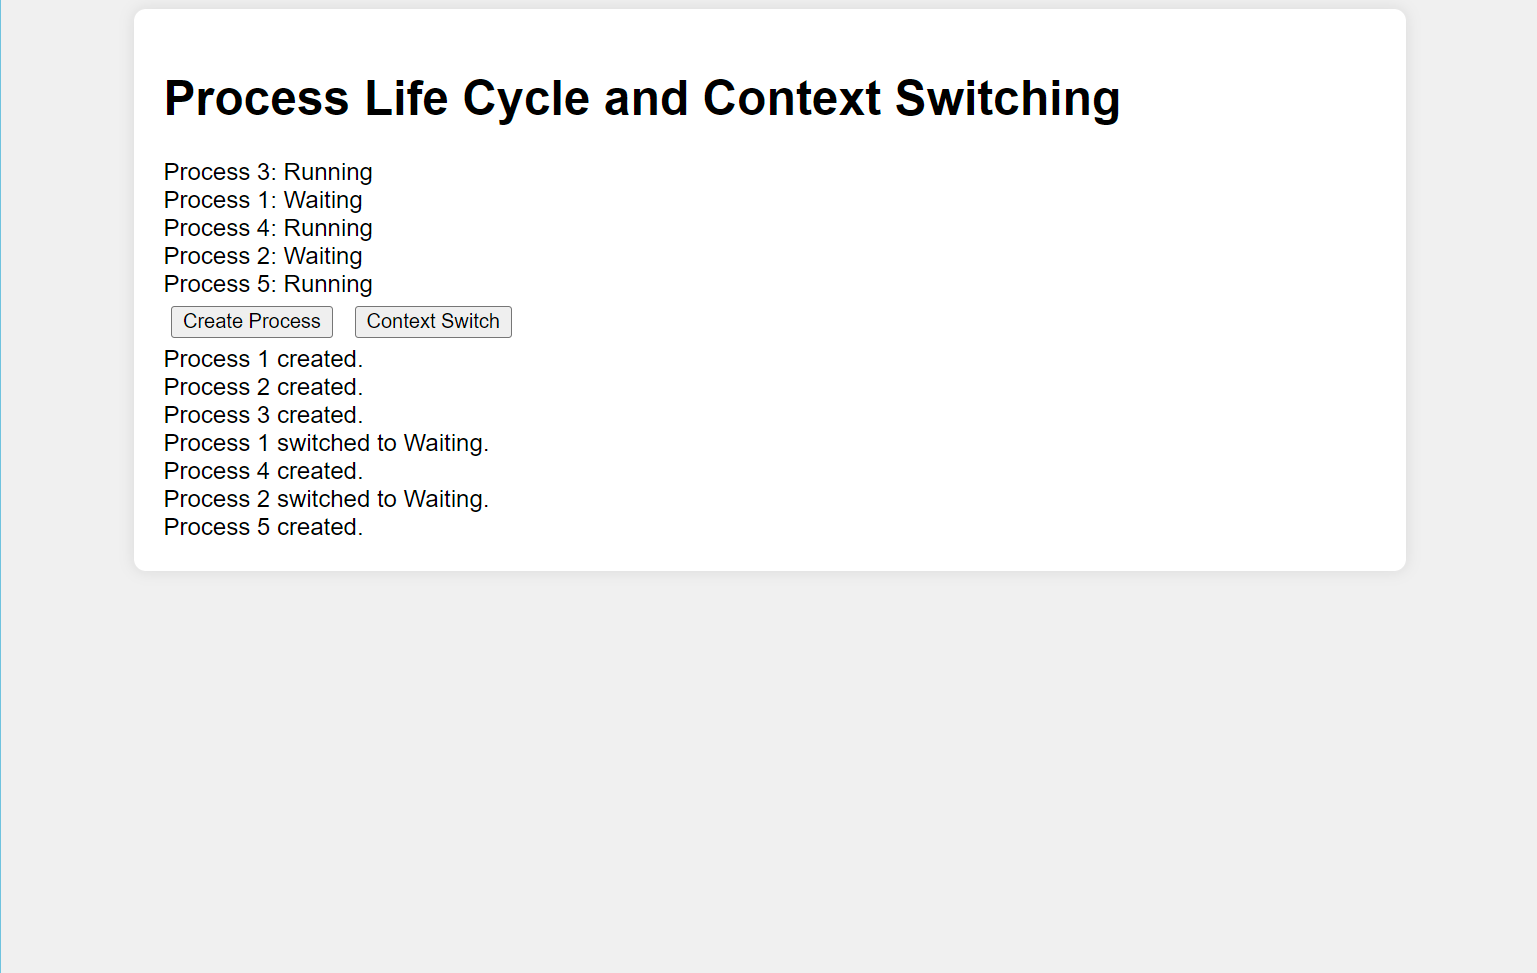 Process Life Cycle and Context Switching
Process 3: Running
Process 1: Waiting
Process 4: Running
Process 2: Waiting
Process 5: Running
Create Process Context Switch
Process 1 created.
Process 2 created.
Process 3 created.
Process 1 switched to Waiting.
Process 4 created.
Process 2 switched to Waiting.
Process 5 created.